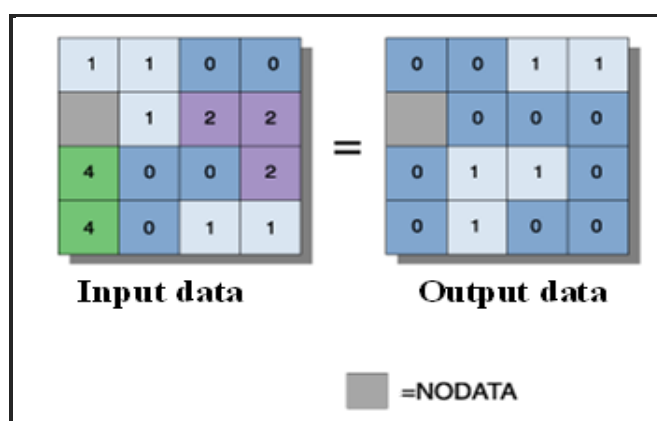 1 1 0 0 0 0 1 1
1 2 2 = 0 0 0
4 0 0 2 0 1 1 0
4 0 1 1 0 1 0 0
Input data Output data
=NODATA